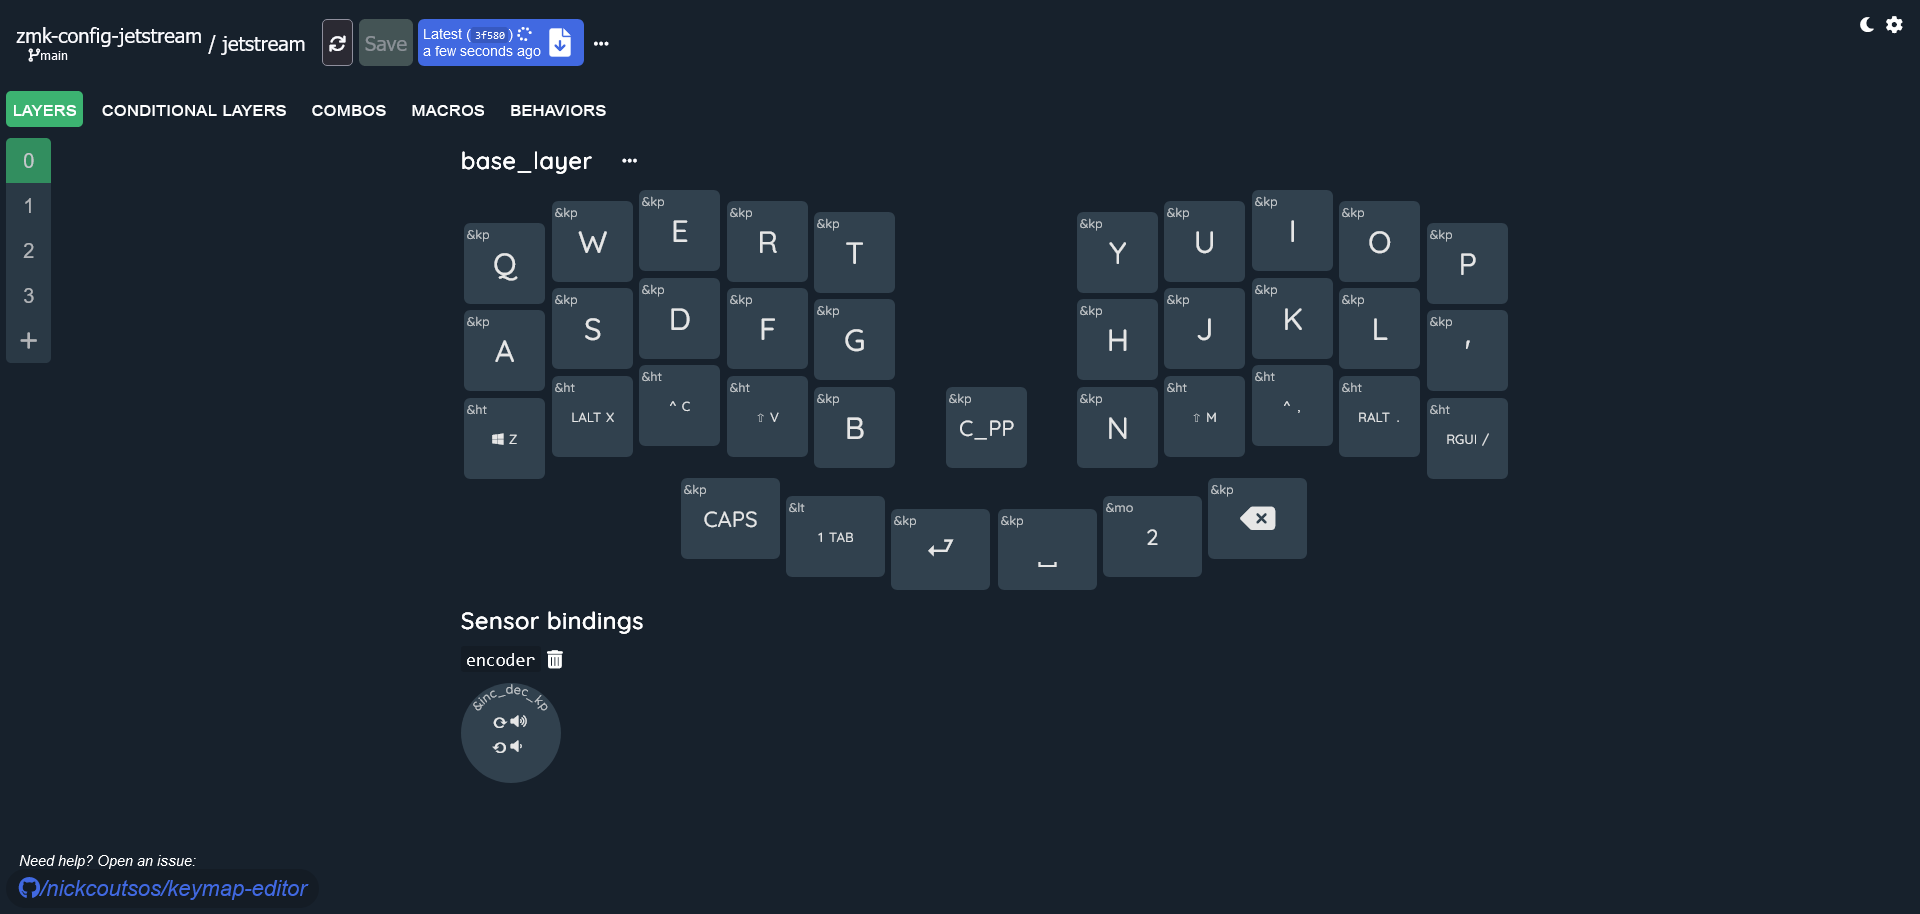 zmk-config-jetstream / jetstream
main
Save
Latest ( 3f580 )
a few seconds ago
LAYERS CONDITIONAL LAYERS COMBOS MACROS BEHAVIORS
0
1
2
3
+
base_layer
&kp Q &kp W &kp E &kp R &kp T &kp Y &kp U &kp I &kp O &kp P
&kp A &kp S &kp D &kp F &kp G &kp H &kp J &kp K &kp L &kp '
&ht Z &ht LALT X &ht ^ C &ht ⇧ V &kp B &kp C_PP &kp N &ht ⇧ M &ht ^ , &ht RALT . &ht RGUI /
&kp CAPS &lt 1 TAB &kp &kp &mo 2 &kp
Sensor bindings
encoder
&inc_dec_kp
Need help? Open an issue:
/nickcoutsos/keymap-editor